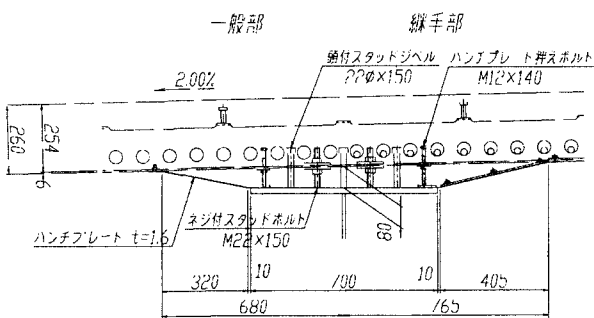 一般部 継手部
頭付スタッドジベル
22φ×150
ハンチプレート押えボルト
M12×140
2.00%
260
254
6
ネジ付スタッドボルト
M22×150
ハンチプレート t=1.6
80
10
10
320
700
405
680
765